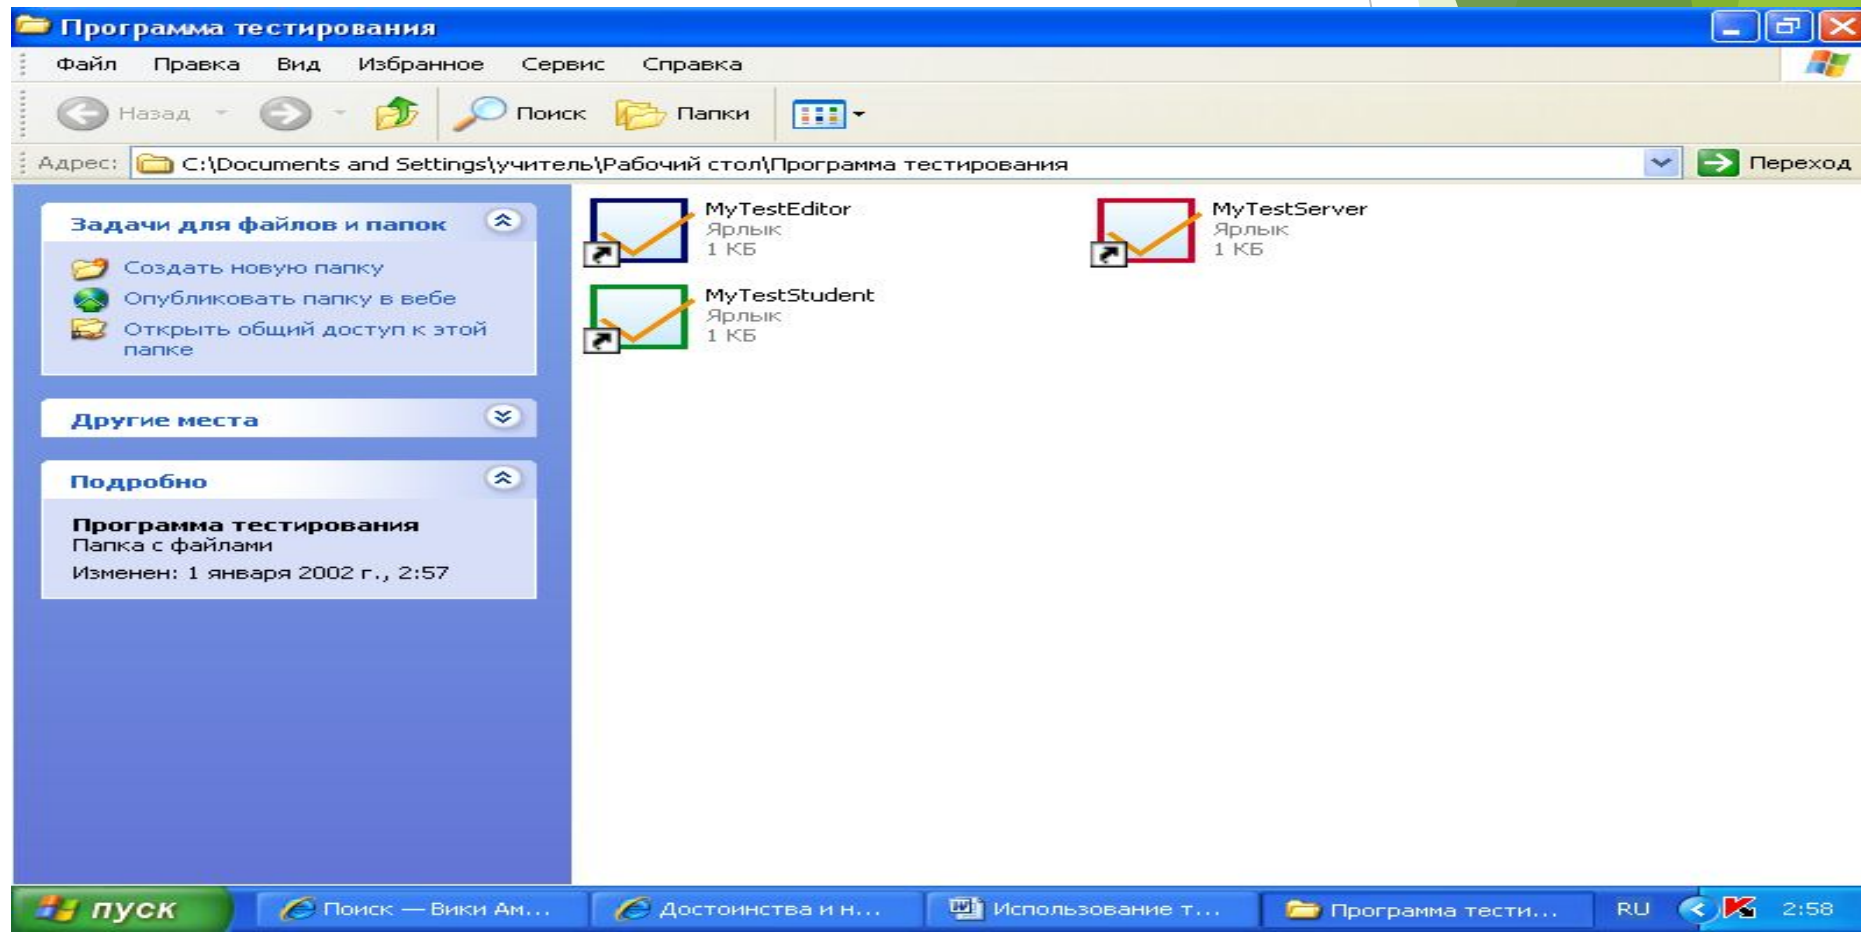 Программа тестирования
Файл Правка Вид Избранное Сервис Справка
Назад Поиск Папки
Адрес: C:\Documents and Settings\учитель\Рабочий стол\Программа тестирования Переход
Задачи для файлов и папок
Создать новую папку
Опубликовать папку в вебе
Открыть общий доступ к этой
папке
Другие места
Подробно
Программа тестирования
Папка с файлами
Изменен: 1 января 2002 г., 2:57
MyTestEditor
Ярлык
1 КБ
MyTestServer
Ярлык
1 КБ
MyTestStudent
Ярлык
1 КБ
пуск Поиск — Вики Ам... Достоинства и н... Использование т... Программа тести... RU 2:58